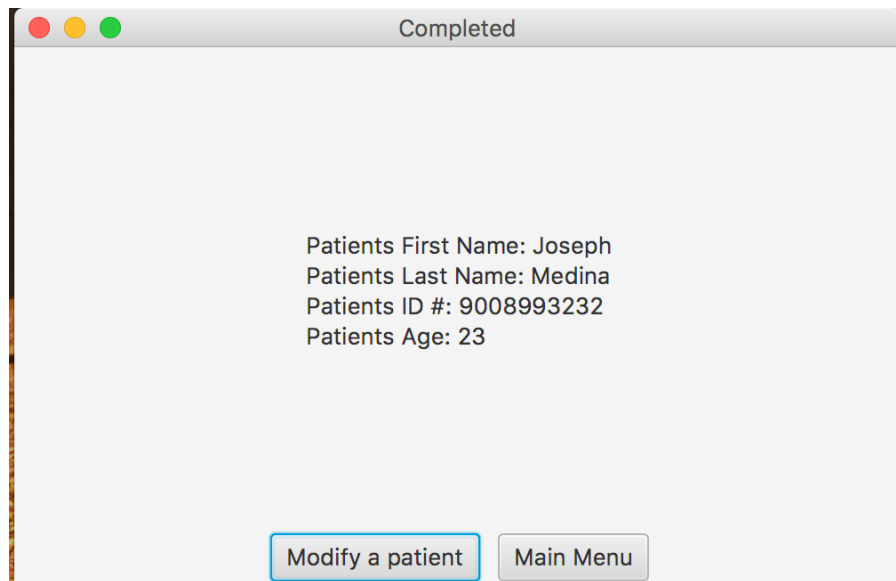 Completed
Patients First Name: Joseph
Patients Last Name: Medina
Patients ID #: 9008993232
Patients Age: 23
Modify a patient Main Menu